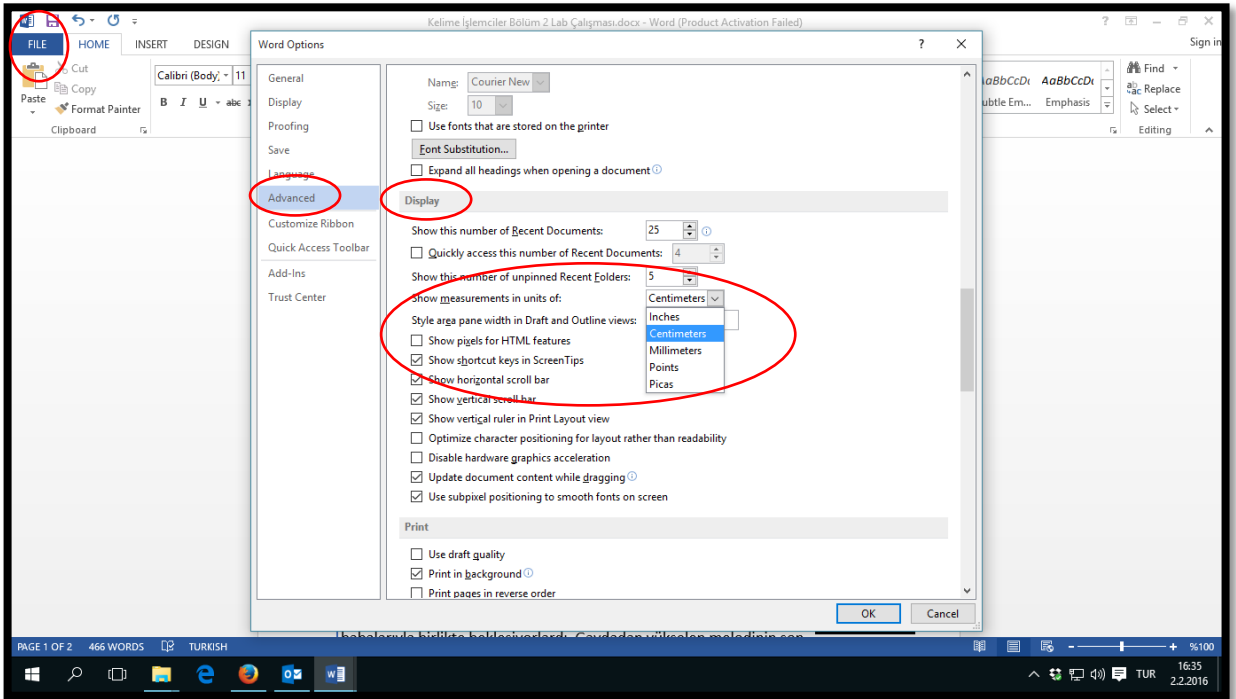 Kelime İşlemciler Bölüm 2 Lab Çalışması.docx - Word (Product Activation Failed)
FILE HOME INSERT DESIGN
Sign in
Word Options
Cut
Copy
Format Painter
Paste
Clipboard
Calibri (Body) 11
B I U abc
General
Display
Proofing
Save
Language
Advanced
Customize Ribbon
Quick Access Toolbar
Add-Ins
Trust Center
Name: Courier New
Size: 10
Use fonts that are stored on the printer
Font Substitution...
Expand all headings when opening a document
Display
Show this number of Recent Documents: 25
Quickly access this number of Recent Documents: 4
Show this number of unpinned Recent Folders: 5
Show measurements in units of: Centimeters
Inches
Centimeters
Millimeters
Points
Picas
Style area pane width in Draft and Outline views:
Show pixels for HTML features
Show shortcut keys in ScreenTips
Show horizontal scroll bar
Show vertical scroll bar
Show vertical ruler in Print Layout view
Optimize character positioning for layout rather than readability
Disable hardware graphics acceleration
Update document content while dragging
Use subpixel positioning to smooth fonts on screen
Print
Use draft quality
Print in background
Print pages in reverse order
OK Cancel
AaBbCcDc AaBbCcDc
ubtle Em... Emphasis
Find
Replace
Select
Editing
PAGE 1 OF 2 466 WORDS TURKISH
%100
TUR
16:35
2.2.2016